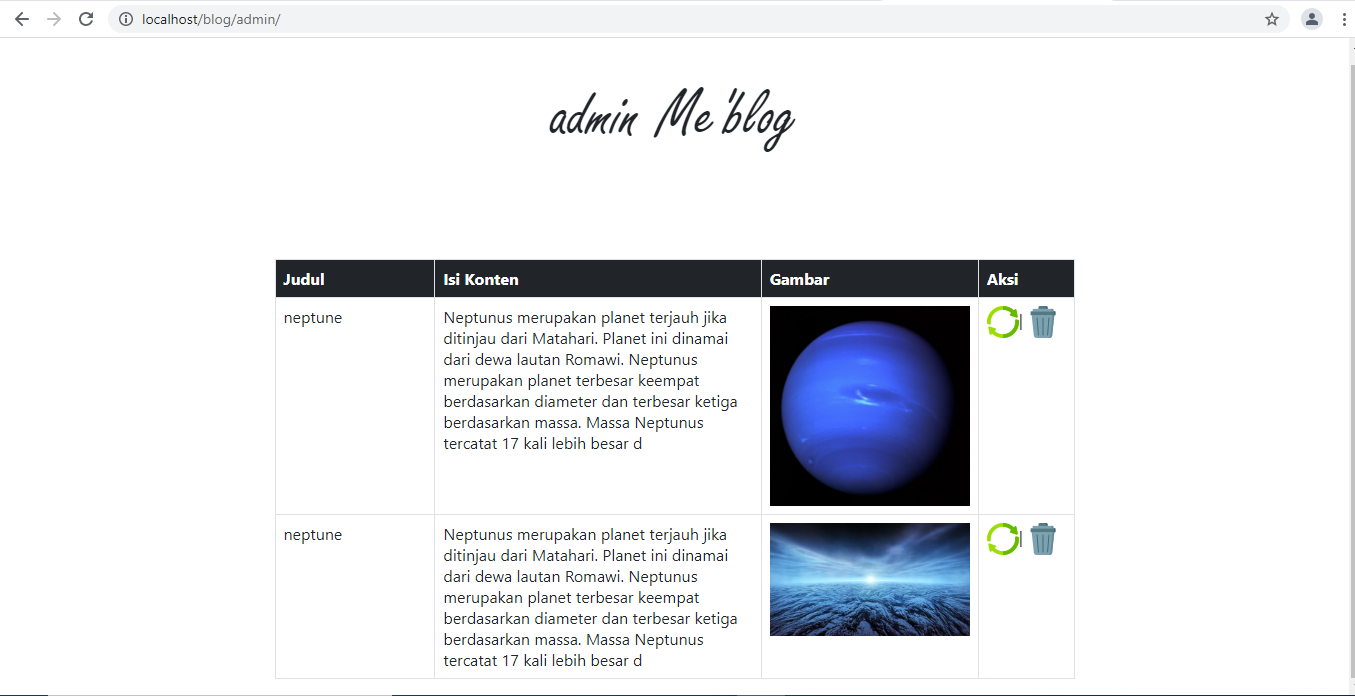 localhost/blog/admin/
admin Me'blog
Judul Isi Konten Gambar Aksi
neptune
Neptunus merupakan planet terjauh jika
ditinjau dari Matahari. Planet ini dinamai
dari dewa lautan Romawi. Neptunus
merupakan planet terbesar keempat
berdasarkan diameter dan terbesar ketiga
berdasarkan massa. Massa Neptunus
tercatat 17 kali lebih besar d
|
neptune
Neptunus merupakan planet terjauh jika
ditinjau dari Matahari. Planet ini dinamai
dari dewa lautan Romawi. Neptunus
merupakan planet terbesar keempat
berdasarkan diameter dan terbesar ketiga
berdasarkan massa. Massa Neptunus
tercatat 17 kali lebih besar d
|